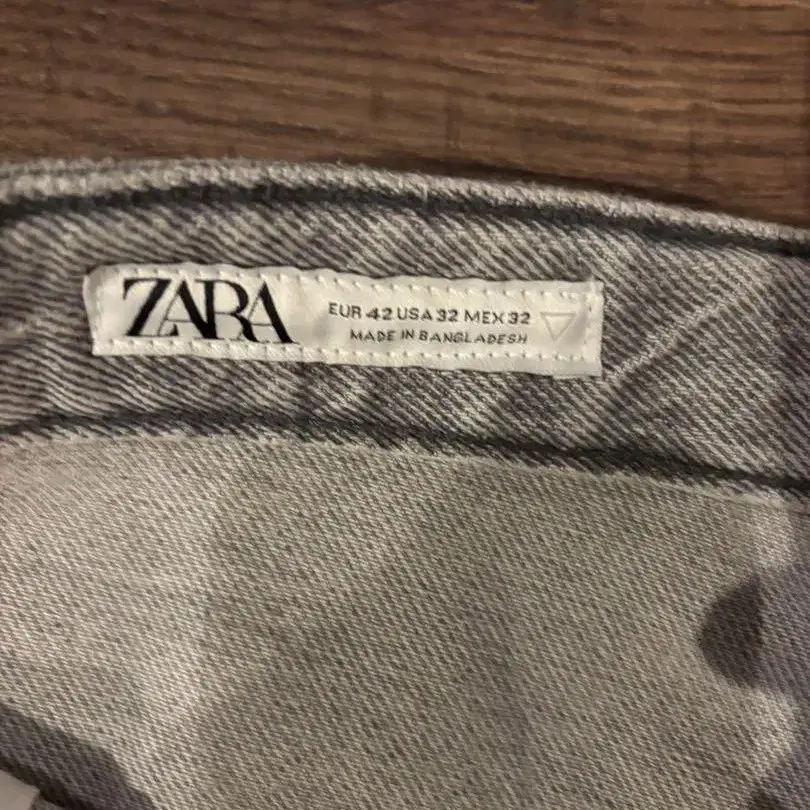 ZARA
EUR 42 USA 32 MEX 32
MADE IN BANGLADESH